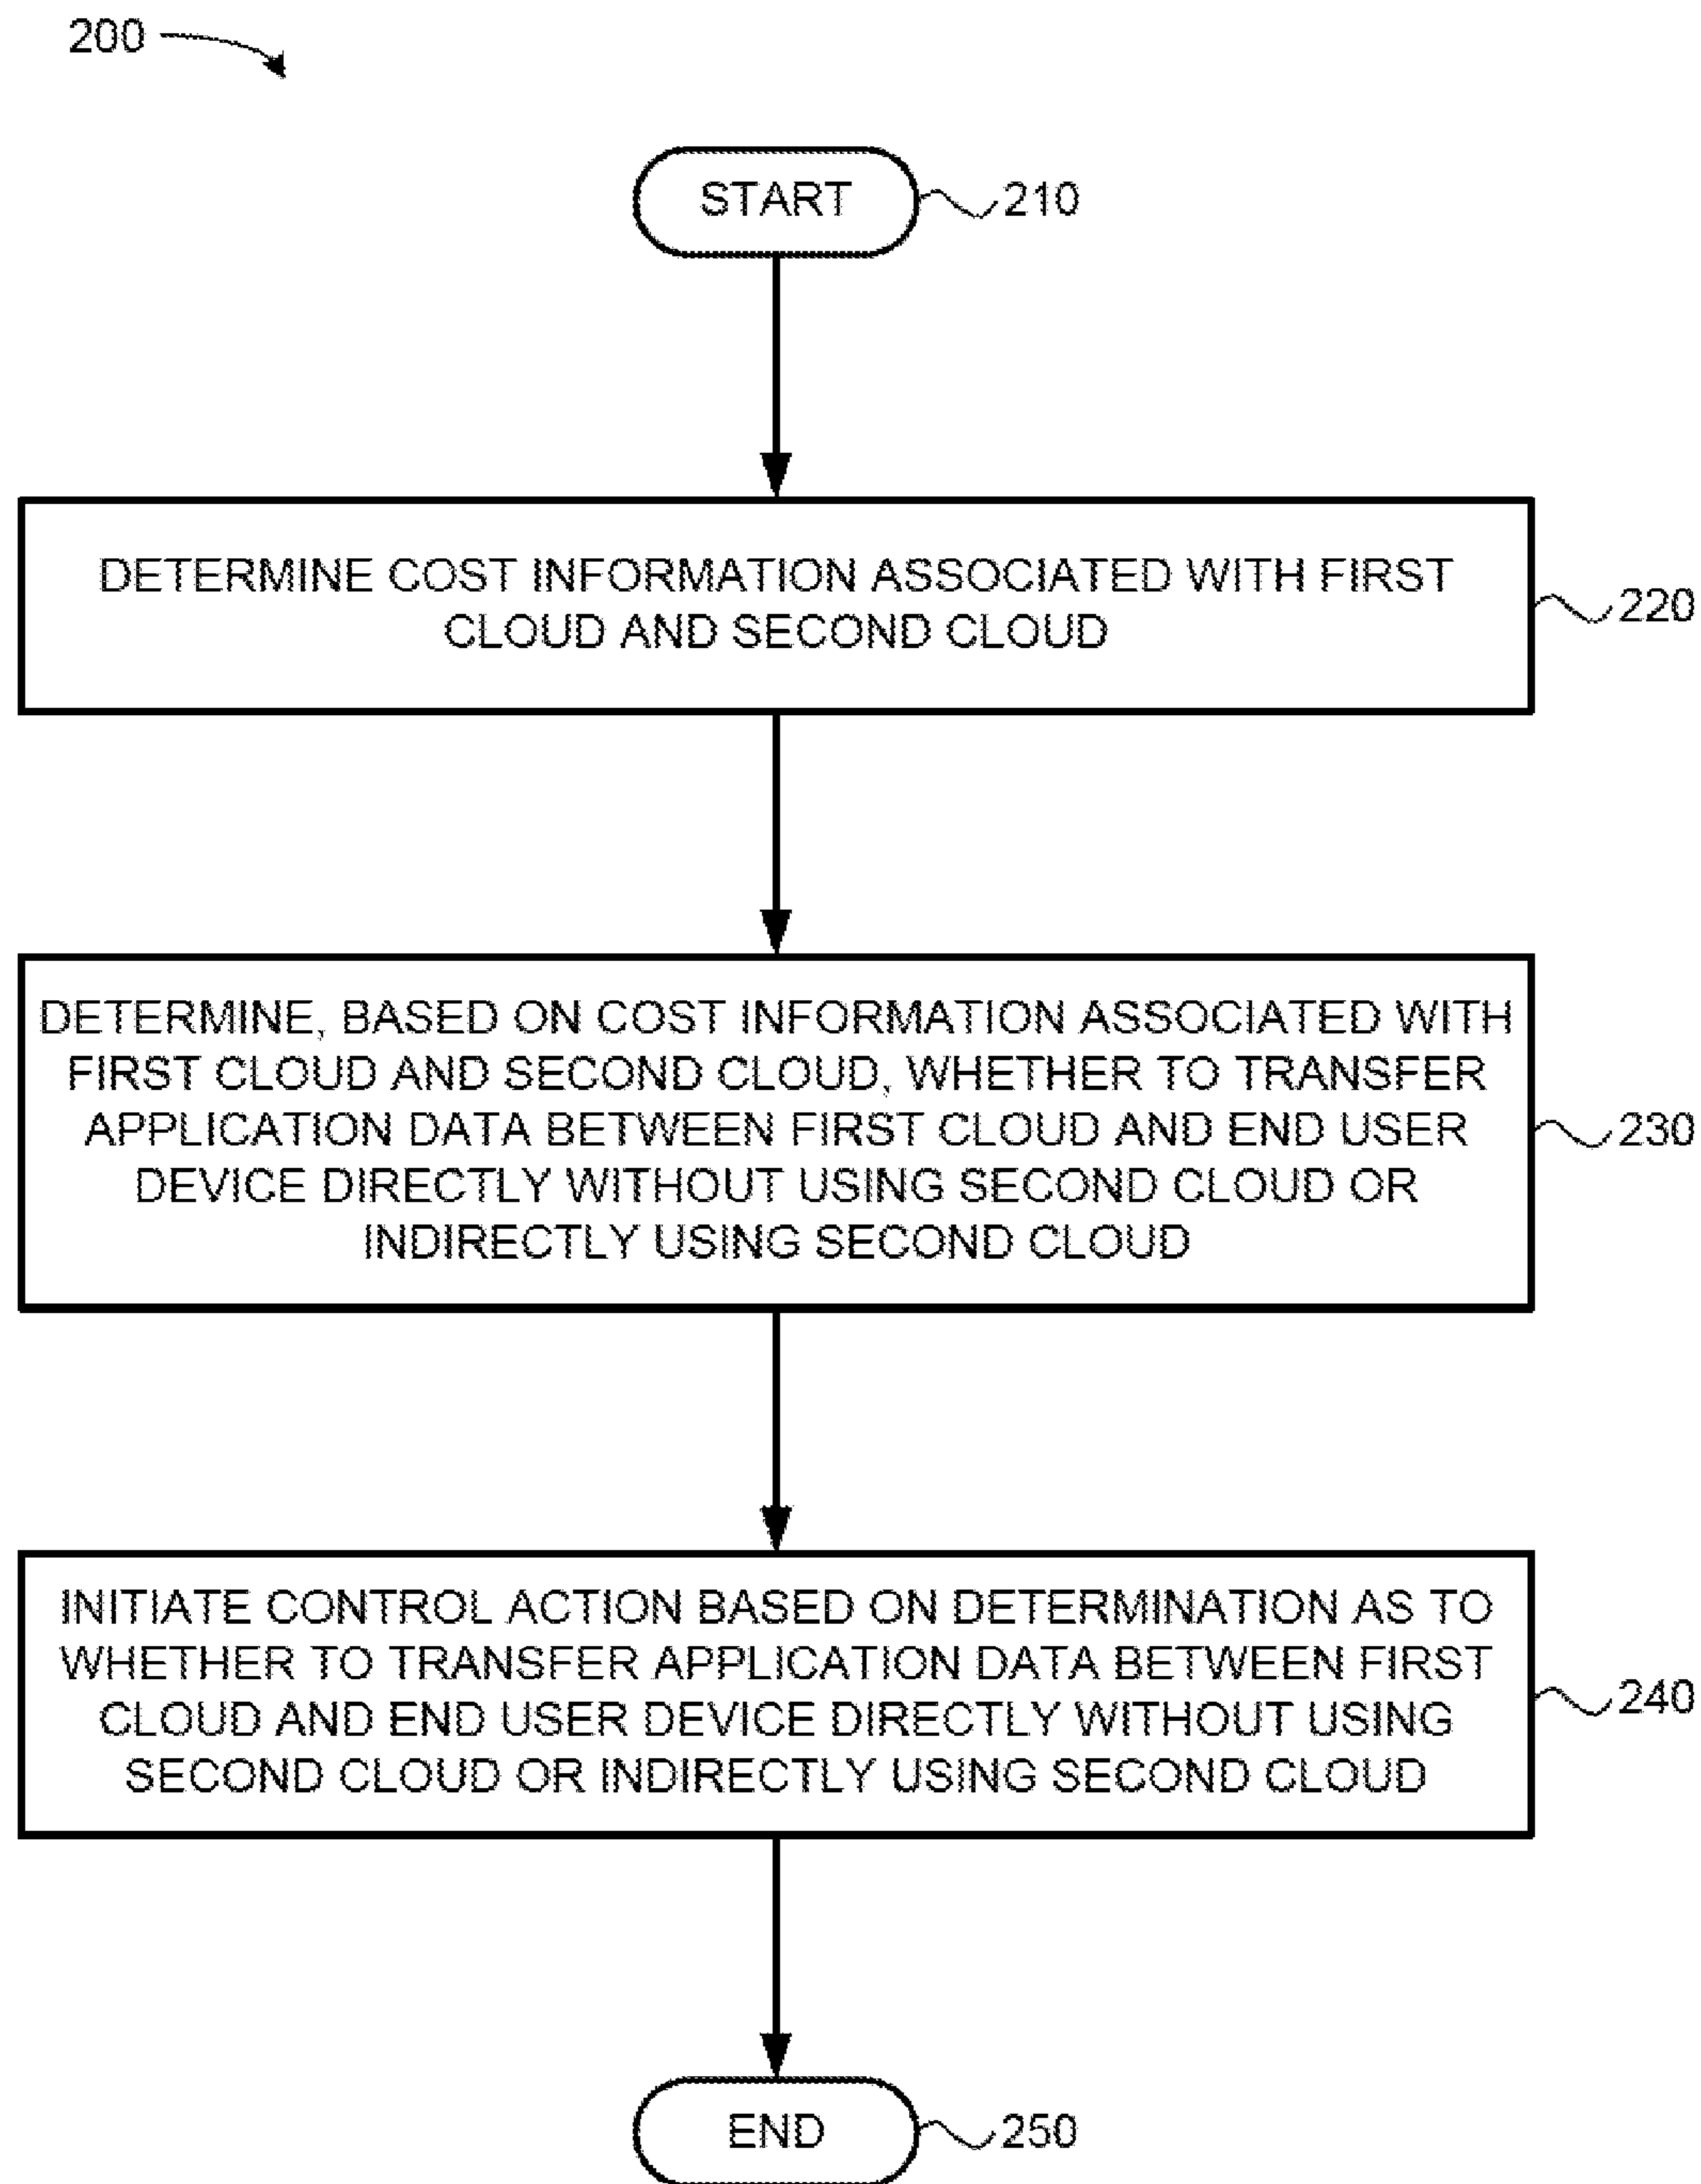 200
START
210
DETERMINE COST INFORMATION ASSOCIATED WITH FIRST
CLOUD AND SECOND CLOUD
220
DETERMINE, BASED ON COST INFORMATION ASSOCIATED WITH
FIRST CLOUD AND SECOND CLOUD, WHETHER TO TRANSFER
APPLICATION DATA BETWEEN FIRST CLOUD AND END USER
DEVICE DIRECTLY WITHOUT USING SECOND CLOUD OR
INDIRECTLY USING SECOND CLOUD
230
INITIATE CONTROL ACTION BASED ON DETERMINATION AS TO
WHETHER TO TRANSFER APPLICATION DATA BETWEEN FIRST
CLOUD AND END USER DEVICE DIRECTLY WITHOUT USING
SECOND CLOUD OR INDIRECTLY USING SECOND CLOUD
240
END
250